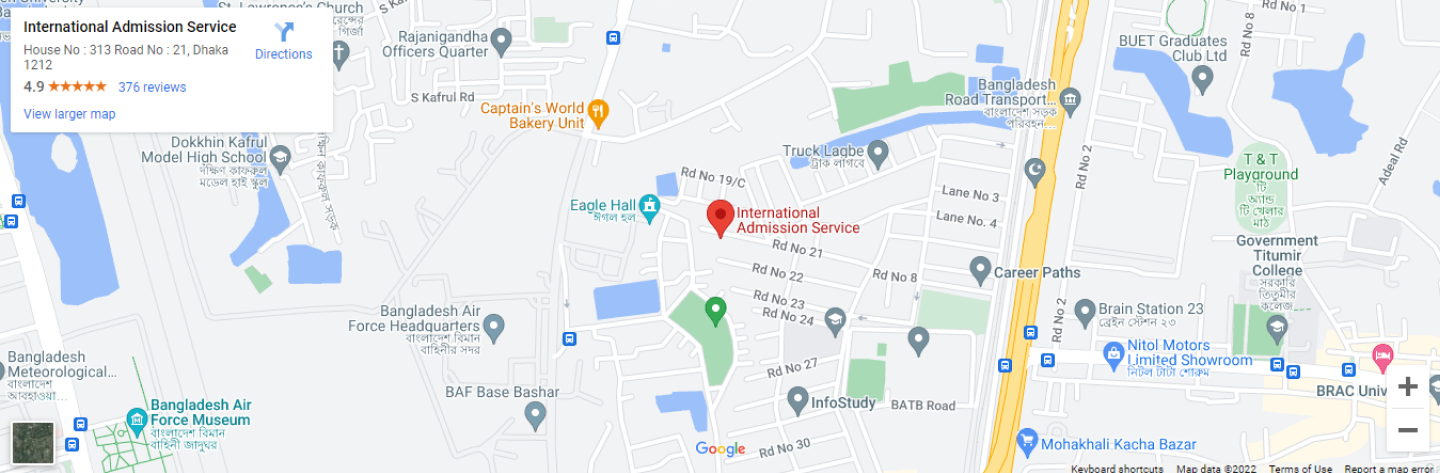 International Admission Service
House No : 313 Road No : 21, Dhaka
1212
4.9
376 reviews
View larger map
Directions
St. Lawrence's Church
গির্জা
Rajanigandha
Officers Quarter
S Kafrul Rd
Captain's World
Bakery Unit
Dokkhin Kafrul
Model High School
দক্ষিণ কাফরুল
মডেল হাই স্কুল
BUET Graduates
Club Ltd
Rd No 8
Rd No 1
Bangladesh
Road Transport...
বাংলাদেশ সড়ক
পরিবহন...
Truck Lagbe
ট্রাক লাগবে
Rd No 19/C
Lane No 3
Lane No. 4
Rd No 2
T & T
Playground
টি
অ্যান্ড
টি খেলার
মাঠ
Adeal Rd
Eagle Hall
ঈগল হল
International
Admission Service
Rd No 21
Rd No 22
Rd No 8
Rd No 23
Rd No 24
Career Paths
Government
Titumir
College
সরকারি
তিতুমীর
কলেজ
Bangladesh Air
Force Headquarters
বাংলাদেশ বিমান
বাহিনীর সদর
Rd No 2
Brain Station 23
ব্রেইন স্টেশন ২৩
Nitol Motors
Limited Showroom
নিটল টাটা শোরুম
Bangladesh
Meteorological...
বাংলাদেশ
আবহাওয়া...
BAF Base Bashar
Rd No 27
InfoStudy
BATB Road
BRAC Univ
Bangladesh Air
Force Museum
বাংলাদেশ বিমান
বাহিনী জাদুঘর
Google
Rd No 30
Mohakhali Kacha Bazar
Keyboard shortcuts
Map data ©2022
Terms of Use
Report a map error